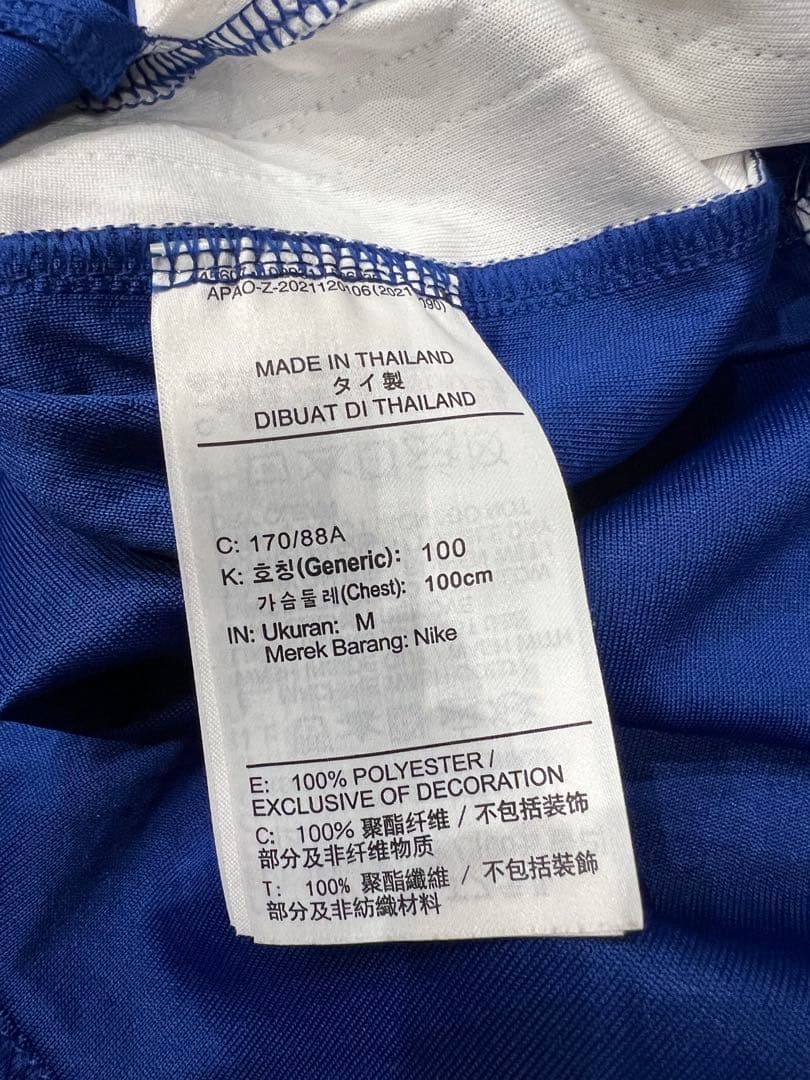 APAO-Z-2021120106(2021 090)
MADE IN THAILAND
タイ製
DIBUAT DI THAILAND
C: 170/88A
K: 호칭(Generic): 100
가슴둘레(Chest): 100cm
IN: Ukuran: M
Merek Barang: Nike
E: 100% POLYESTER /
EXCLUSIVE OF DECORATION
C: 100% 聚酯纤维 / 不包括装饰
部分及非纤维物质
T: 100% 聚酯纖維 / 不包括裝飾
部分及非紡織材料